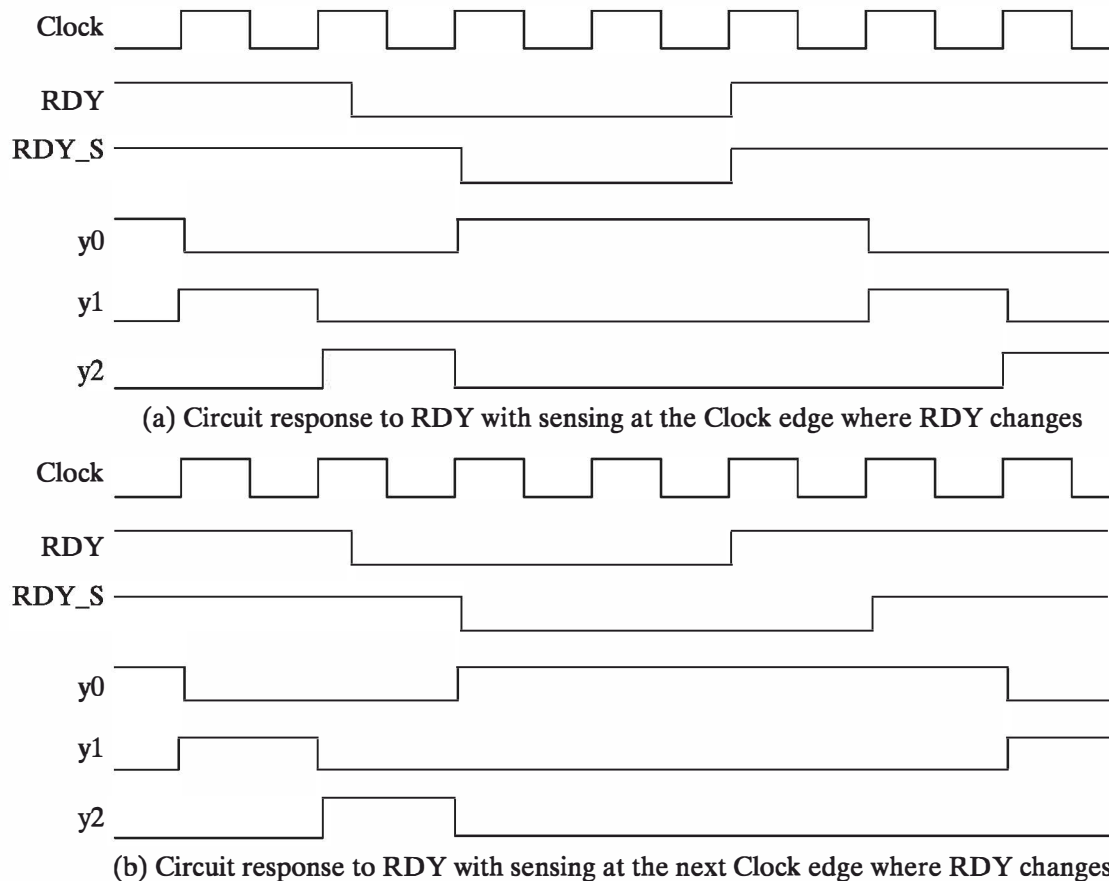 Clock
RDY
RDY_S
y0
y1
y2
(a) Circuit response to RDY with sensing at the Clock edge where RDY changes
Clock
RDY
RDY_S
y0
y1
y2
(b) Circuit response to RDY with sensing at the next Clock edge where RDY changes